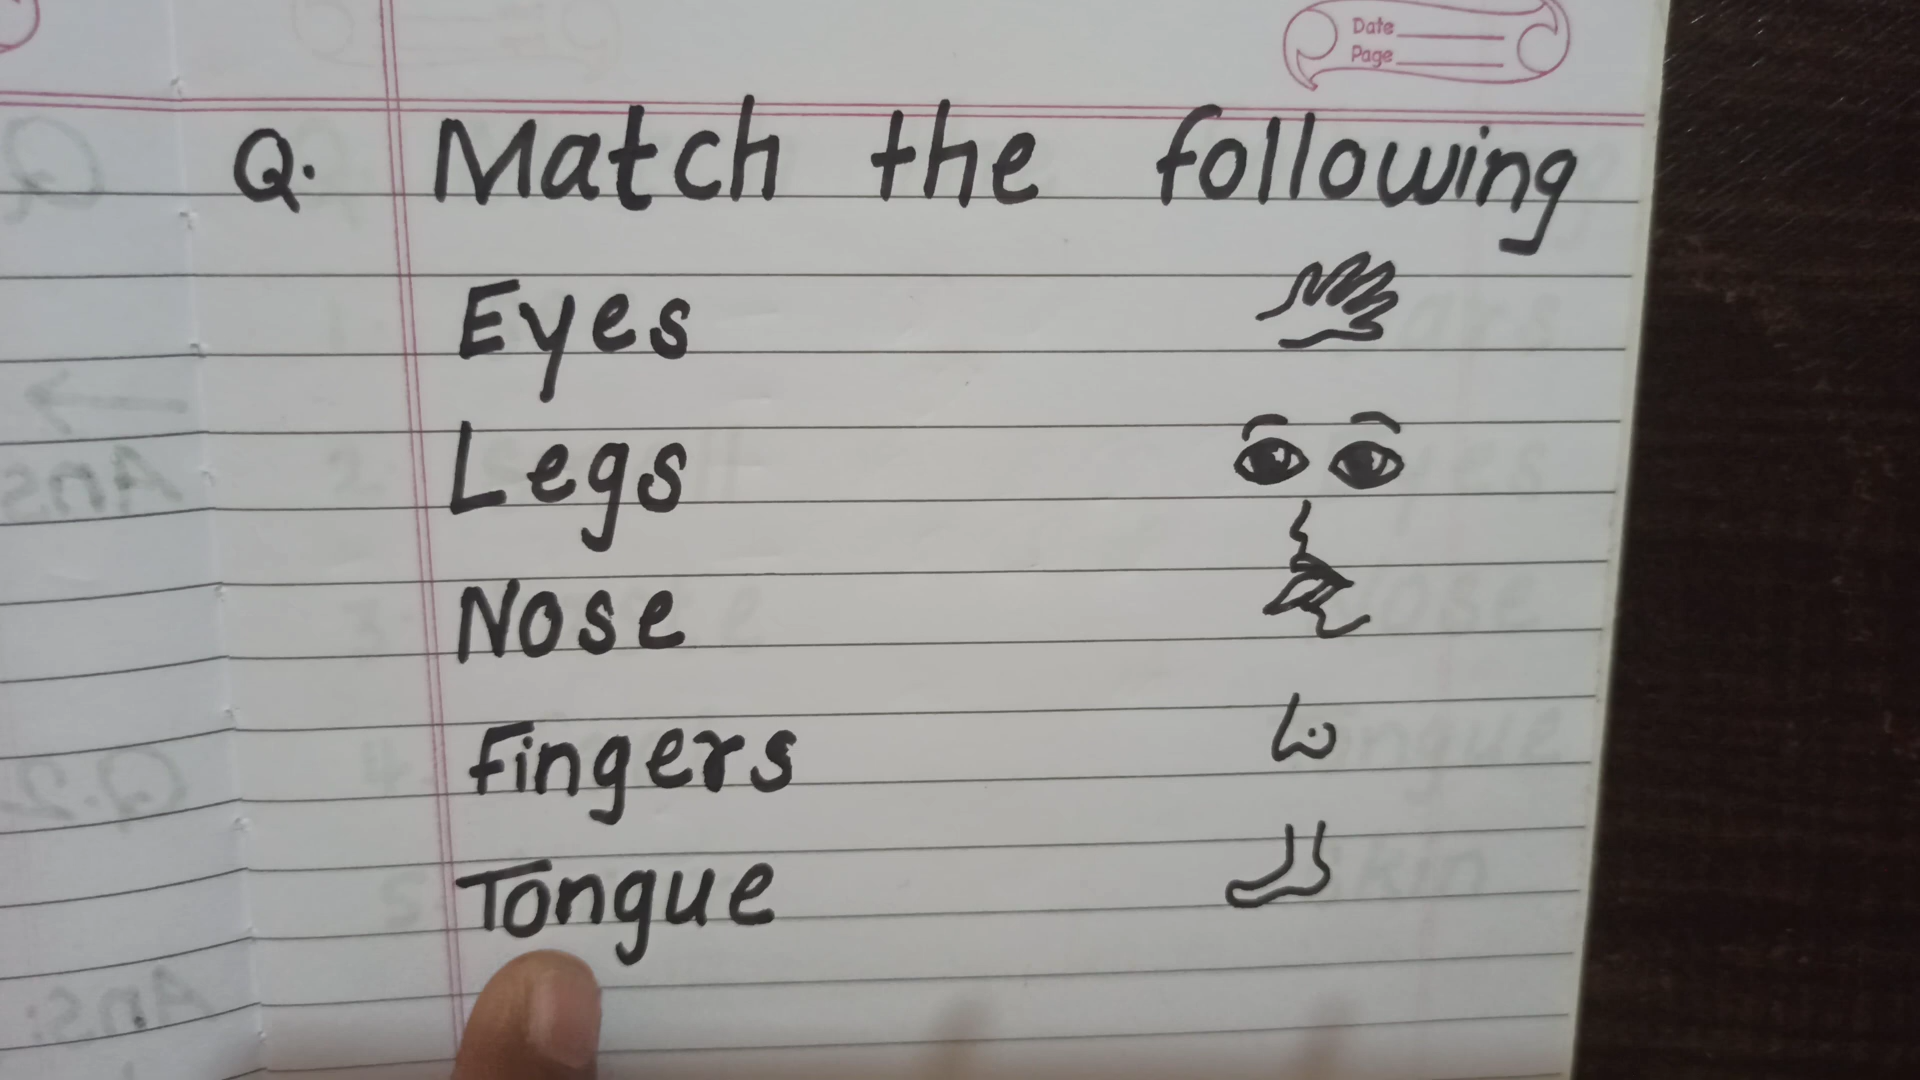 Date
Page
Q. Match the following
Eyes
Legs
Nose
Fingers
Tongue